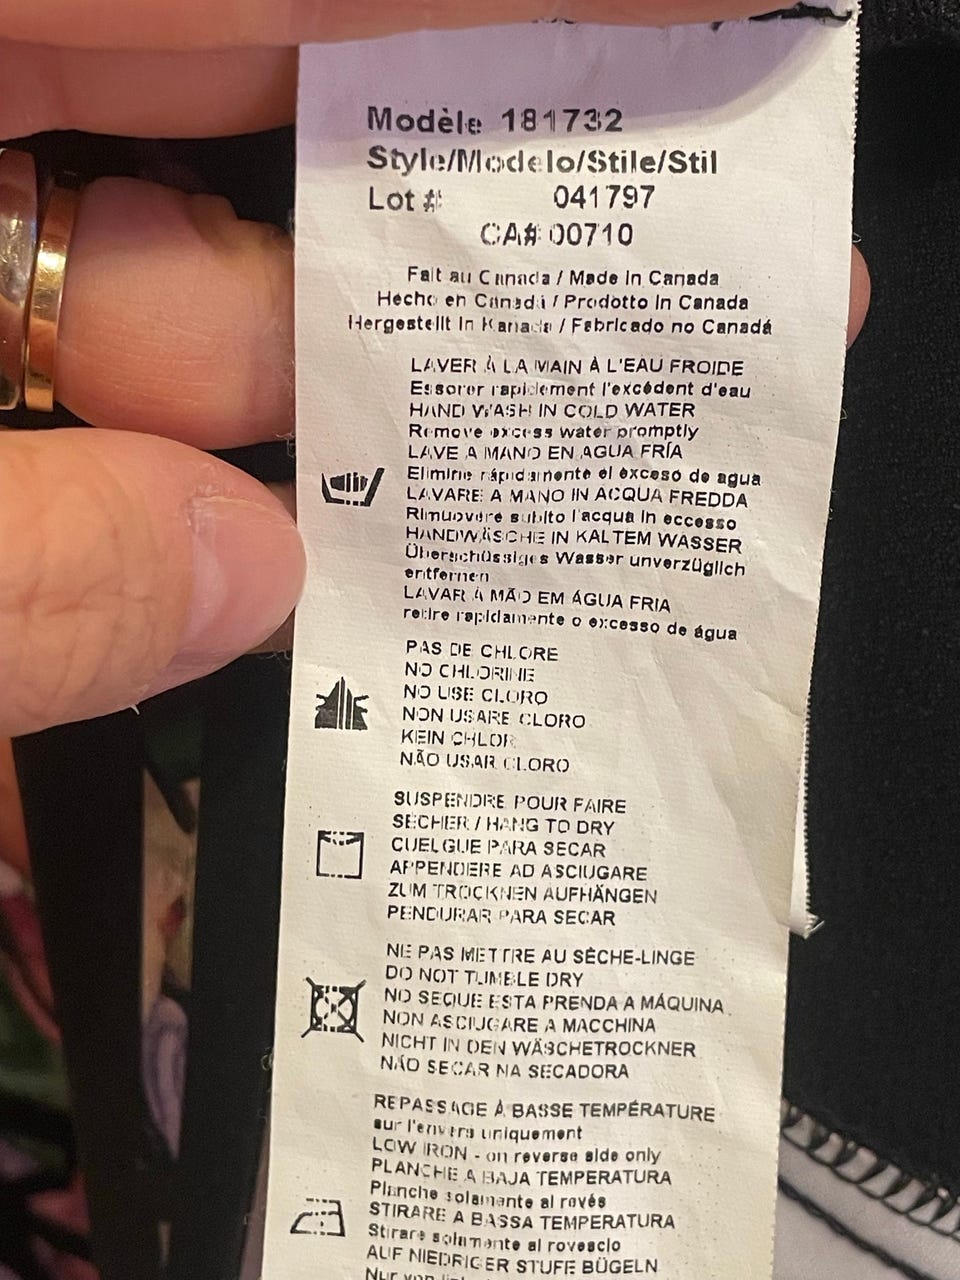 Modèle 181732
Style/Modelo/Stile/Stil
Lot # 041797
CA# 00710
Fait au Canada / Made In Canada
Hecho en Canadá / Prodotto In Canada
Hergestellt In Kanada / Fabricado no Canadá
LAVER À LA MAIN À L'EAU FROIDE
Essorer rapidement l'excédent d'eau
HAND WASH IN COLD WATER
Remove excess water promptly
LAVE A MANO EN AGUA FRÍA
Elimine rápidamente el exceso de agua
LAVARE A MANO IN ACQUA FREDDA
Rimuovere subito l'acqua in eccesso
HANDWÄSCHE IN KALTEM WASSER
Überschüssiges Wasser unverzüglich
entfernen
LAVAR A MÃO EM ÁGUA FRIA
retire rapidamente o excesso de água
PAS DE CHLORE
NO CHLORINE
NO USE CLORO
NON USARE CLORO
KEIN CHLOR
NÃO USAR CLORO
SUSPENDRE POUR FAIRE
SÉCHER / HANG TO DRY
CUELGUE PARA SECAR
APPENDERE AD ASCIUGARE
ZUM TROCKNEN AUFHÄNGEN
PENDURAR PARA SECAR
NE PAS METTRE AU SÈCHE-LINGE
DO NOT TUMBLE DRY
NO SEQUE ESTA PRENDA A MÁQUINA
NON ASCIUGARE A MACCHINA
NICHT IN DEN WÄSCHETROCKNER
NÃO SECAR NA SECADORA
REPASSAGE À BASSE TEMPÉRATURE
sur l'envers uniquement
LOW IRON - on reverse side only
PLANCHE A BAJA TEMPERATURA
Planche solamente al revés
STIRARE A BASSA TEMPERATURA
Stirare solamente al rovescio
AUF NIEDRIGER STUFE BÜGELN
Nur von